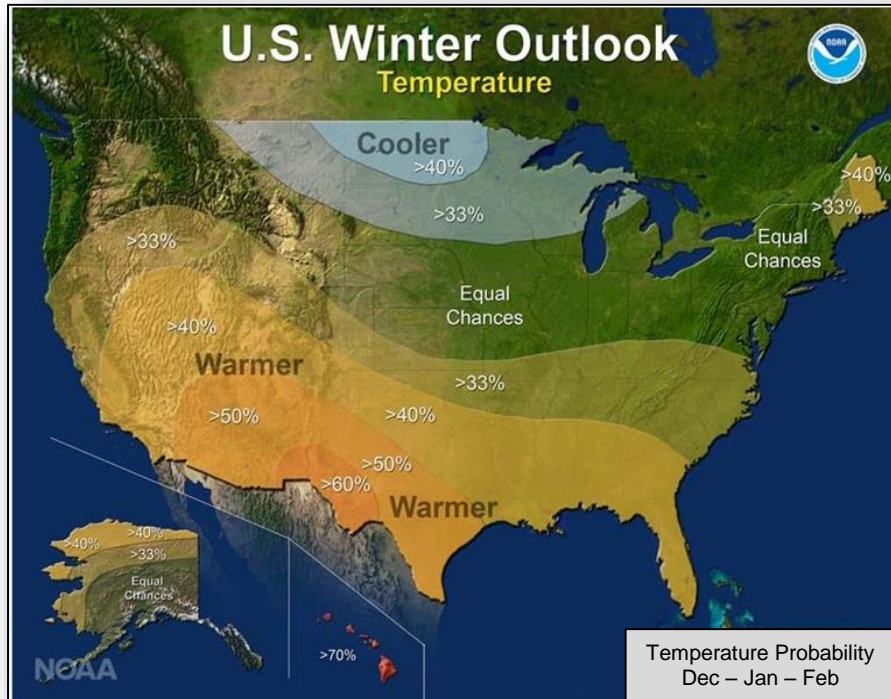 U.S. Winter Outlook
Temperature
NOAA
Cooler
>40%
>33%
>40%
>33%
Equal
Chances
>33%
Equal
Chances
>40%
Warmer
>33%
>50%
>40%
>50%
>60%
Warmer
>40%
>40%
>33%
Equal
Chances
>70%
NOAA
Temperature Probability
Dec – Jan – Feb